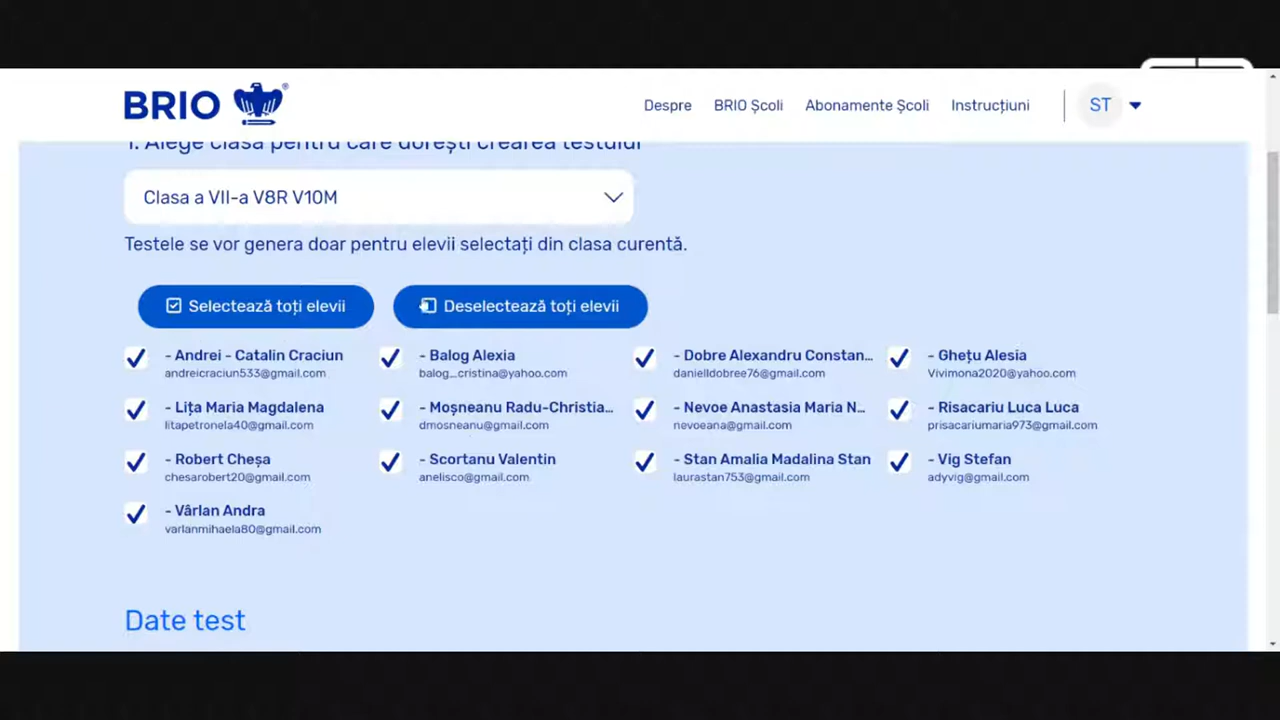 BRIO
Despre BRIO Școli Abonamente Școli Instrucțiuni ST
1. Alege clasa pentru care dorești crearea testului
Clasa a VII-a V8R V10M
Testele se vor genera doar pentru elevii selectați din clasa curentă.
Selectează toți elevii Deselectează toți elevii
- Andrei - Catalin Craciun - Balog Alexia - Dobre Alexandru Constan... - Ghețu Alesia
andreicraciun533@gmail.com balog_cristina@yahoo.com danielldobree76@gmail.com Vivimona2020@yahoo.com
- Lița Maria Magdalena - Moșneanu Radu-Christia... - Nevoe Anastasia Maria N... - Risacariu Luca Luca
litapetronela40@gmail.com dmosneanu@gmail.com nevoeana@gmail.com prisacariumaria973@gmail.com
- Robert Cheșa - Scortanu Valentin - Stan Amalia Madalina Stan - Vig Stefan
chesarobert20@gmail.com anelisco@gmail.com laurastan753@gmail.com adyvig@gmail.com
- Vârlan Andra
varlanmihaela80@gmail.com
Date test